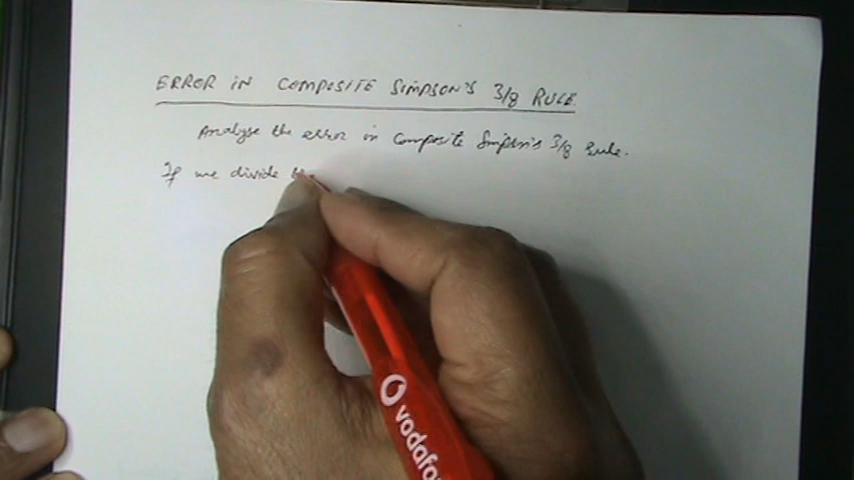 ERROR IN COMPOSITE SIMPSON'S 3/8 RULE
Analyse the error in Composite Simpson's 3/8 Rule.
If we divide
vodafo